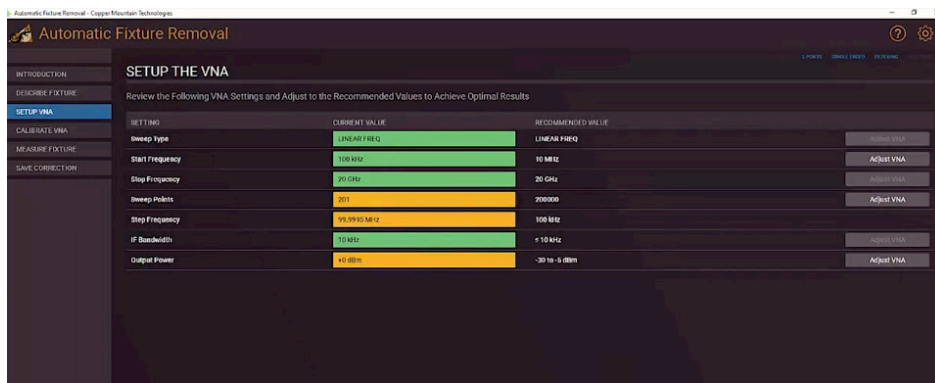 Automatic Fixture Removal - Copper Mountain Technologies
Automatic Fixture Removal
?
INTRODUCTION
DESCRIBE FIXTURE
SETUP VNA
CALIBRATE VNA
MEASURE FIXTURE
SAVE CORRECTION
2-PORTS SINGLE ENDED
SETUP THE VNA
Review the Following VNA Settings and Adjust to the Recommended Values to Achieve Optimal Results
SETTING CURRENT VALUE RECOMMENDED VALUE
Sweep Type LINEAR FREQ LINEAR FREQ Adjust VNA
Start Frequency 100 kHz 10 MHz Adjust VNA
Stop Frequency 20 GHz 20 GHz Adjust VNA
Sweep Points 201 200000 Adjust VNA
Step Frequency 99.9995 MHz 100 kHz
IF Bandwidth 10 kHz ≤ 10 kHz Adjust VNA
Output Power +0 dBm -30 to -5 dBm Adjust VNA